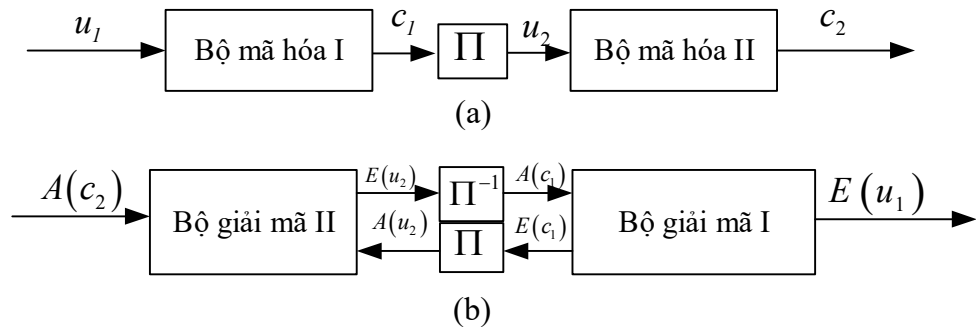 u₁ Bộ mã hóa I c₁ Π u₂ Bộ mã hóa II c₂
(a)
A(c₂) Bộ giải mã II E(u₂) Π⁻¹ A(c₁) Bộ giải mã I E(u₁)
A(u₂) Π E(c₁)
(b)